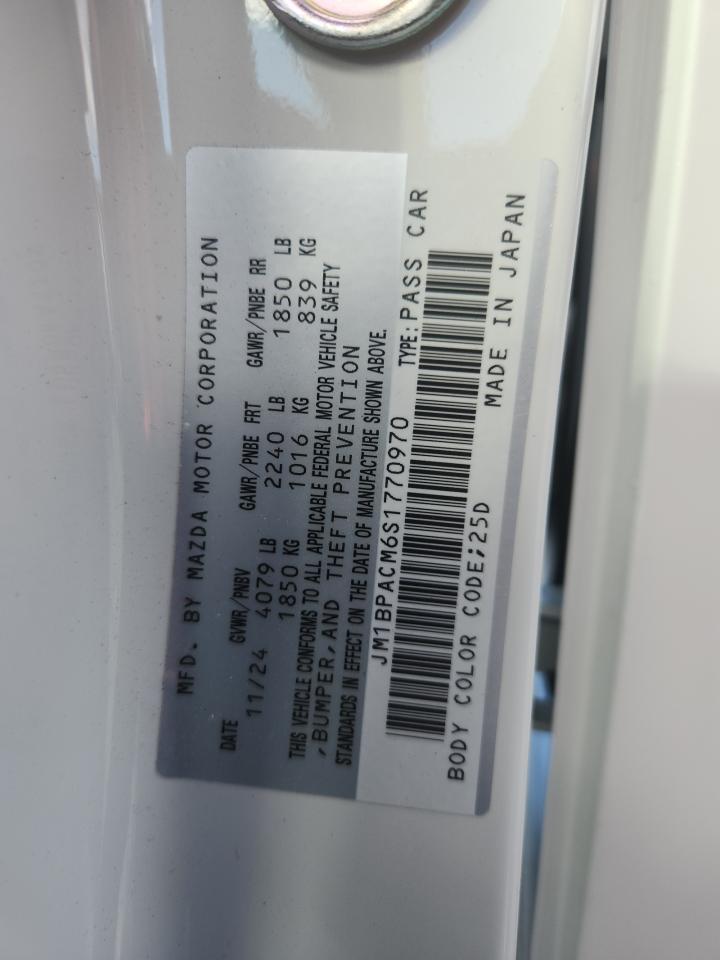 MFD. BY MAZDA MOTOR CORPORATION
DATE GVWR/PNBV GAWR/PNBE FRT GAWR/PNBE RR
11/24 4079 LB 2240 LB 1850 LB
1850 KG 1016 KG 839 KG
THIS VEHICLE CONFORMS TO ALL APPLICABLE FEDERAL MOTOR VEHICLE SAFETY
,BUMPER,AND THEFT PREVENTION
STANDARDS IN EFFECT ON THE DATE OF MANUFACTURE SHOWN ABOVE.
JM1BPACM6S1770970 TYPE:PASS CAR
BODY COLOR CODE;25D MADE IN JAPAN